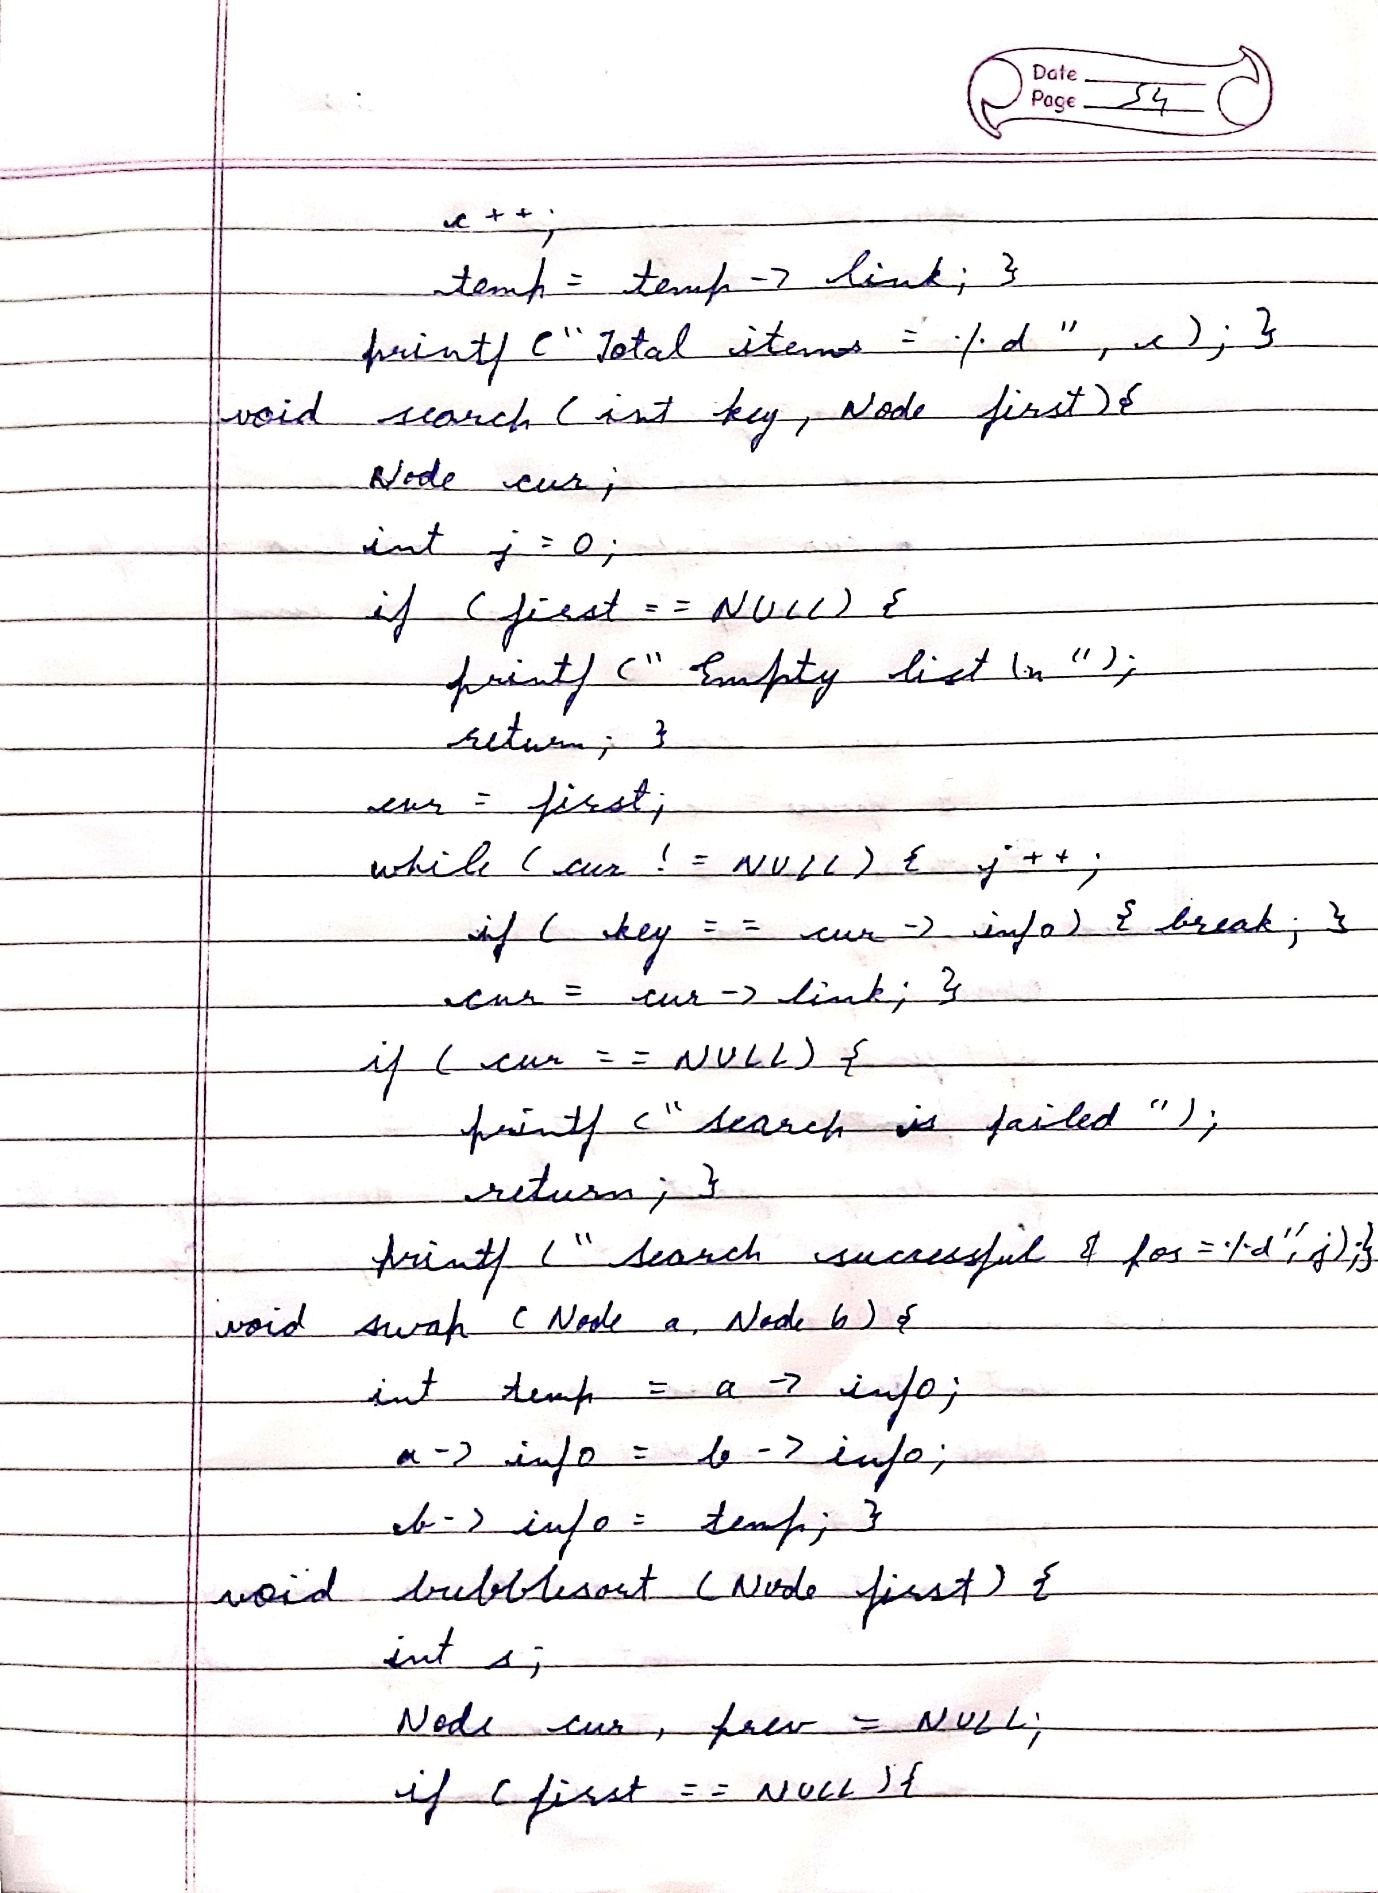 Date
Page 54
c++;
temp = temp -> link; }
printf ("Total items = %d", c); }
void search (int key, Node first) {
Node cur;
int j = 0;
if (first == NULL) {
printf ("Empty list \n");
return; }
cur = first;
while (cur != NULL) { j++;
if (key == cur -> info) { break; }
cur = cur -> link; }
if (cur == NULL) {
printf ("Search is failed");
return; }
printf ("Search successful & pos = %d", j); }
void swap (Node a, Node b) {
int temp = a -> info;
a -> info = b -> info;
b -> info = temp; }
void bubblesort (Node first) {
int s;
Node cur, prev = NULL;
if (first == NULL) {